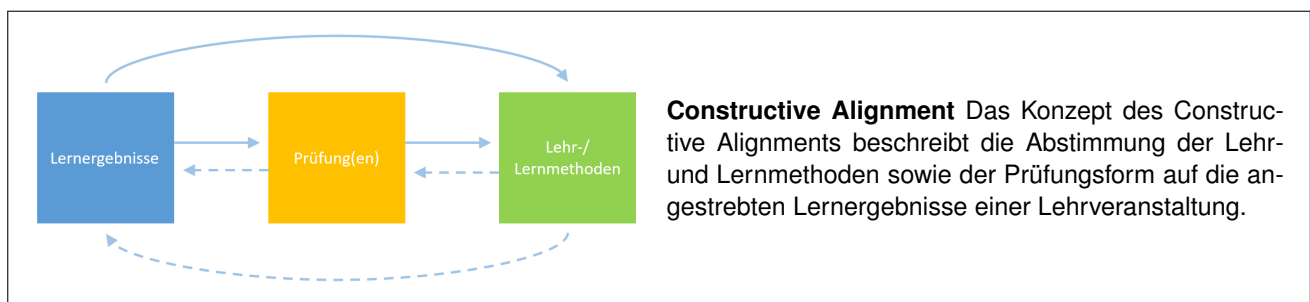 Lernergebnisse
Prüfung(en)
Lehr-/
Lernmethoden
Constructive Alignment Das Konzept des Construc-
tive Alignments beschreibt die Abstimmung der Lehr-
und Lernmethoden sowie der Prüfungsform auf die an-
gestrebten Lernergebnisse einer Lehrveranstaltung.